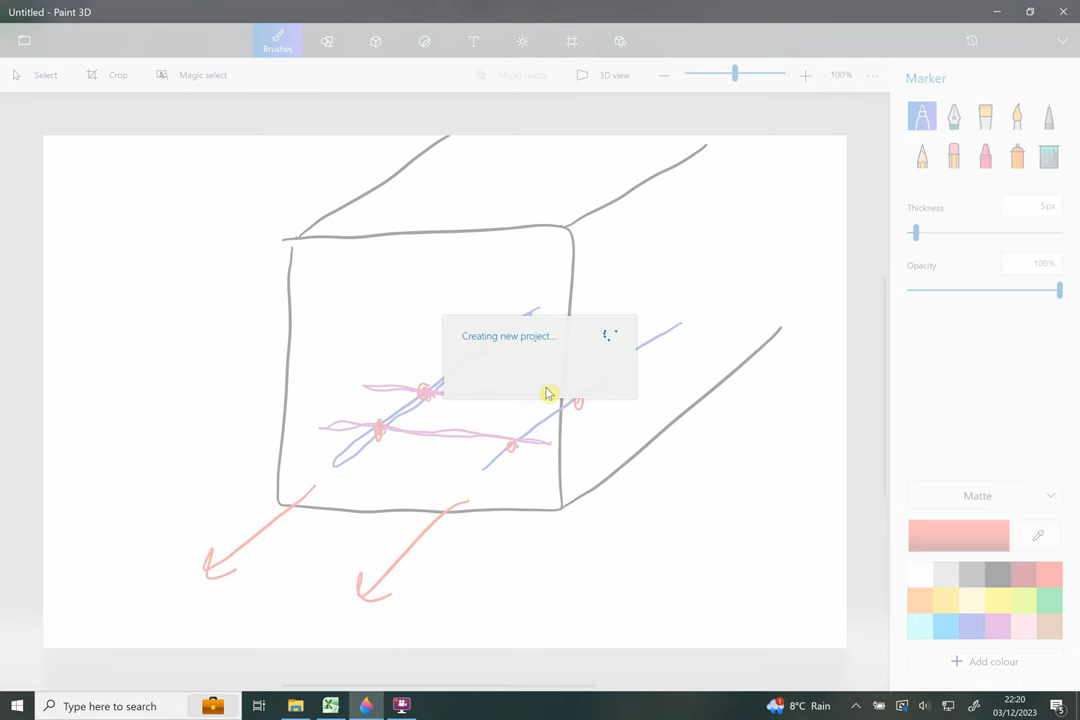 Untitled - Paint 3D
Brushes
Select
Crop
Magic select
Mixed reality
3D view
100%
Marker
Thickness
5px
Opacity
100%
Creating new project...
Matte
Add colour
Type here to search
8°C Rain
22:20
03/12/2023
5